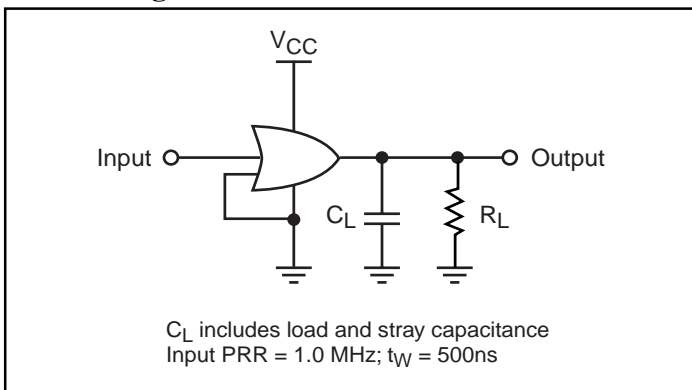 VCC
Input
Output
CL
RL
CL includes load and stray capacitance
Input PRR = 1.0 MHz; tW = 500ns